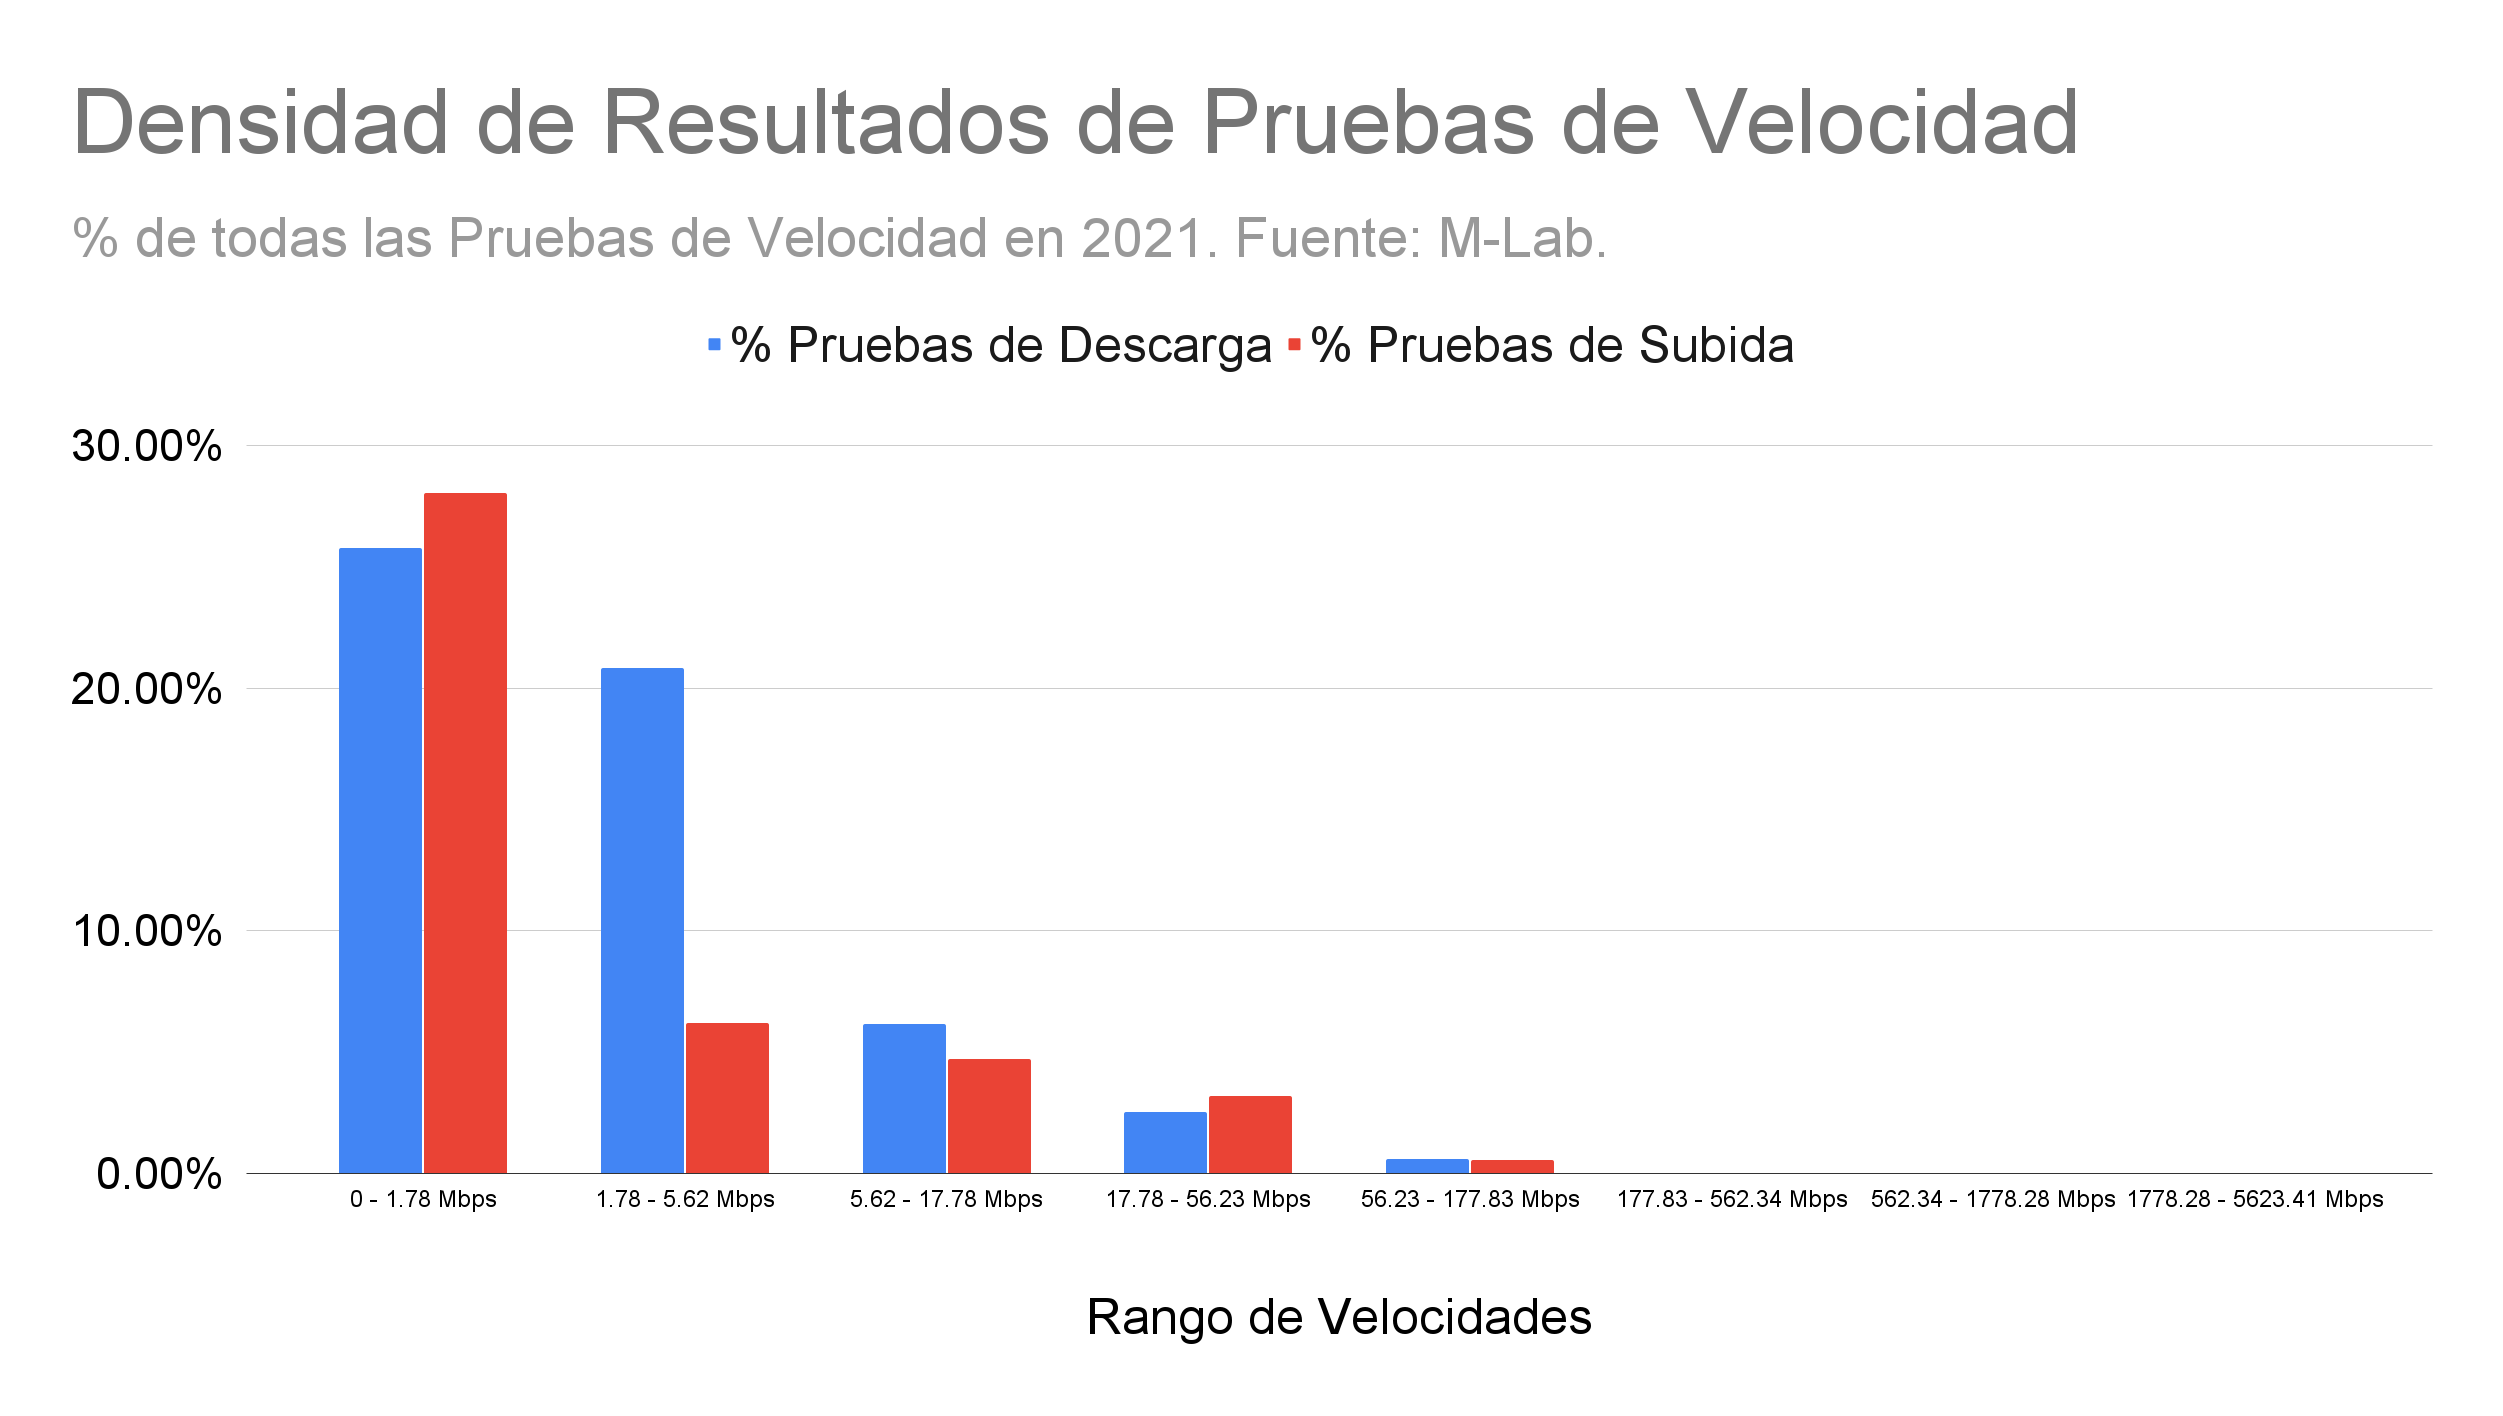 Densidad de Resultados de Pruebas de Velocidad
% de todas las Pruebas de Velocidad en 2021. Fuente: M-Lab.
% Pruebas de Descarga % Pruebas de Subida
30.00%
20.00%
10.00%
0.00%
0 - 1.78 Mbps 1.78 - 5.62 Mbps 5.62 - 17.78 Mbps 17.78 - 56.23 Mbps 56.23 - 177.83 Mbps 177.83 - 562.34 Mbps 562.34 - 1778.28 Mbps 1778.28 - 5623.41 Mbps
Rango de Velocidades